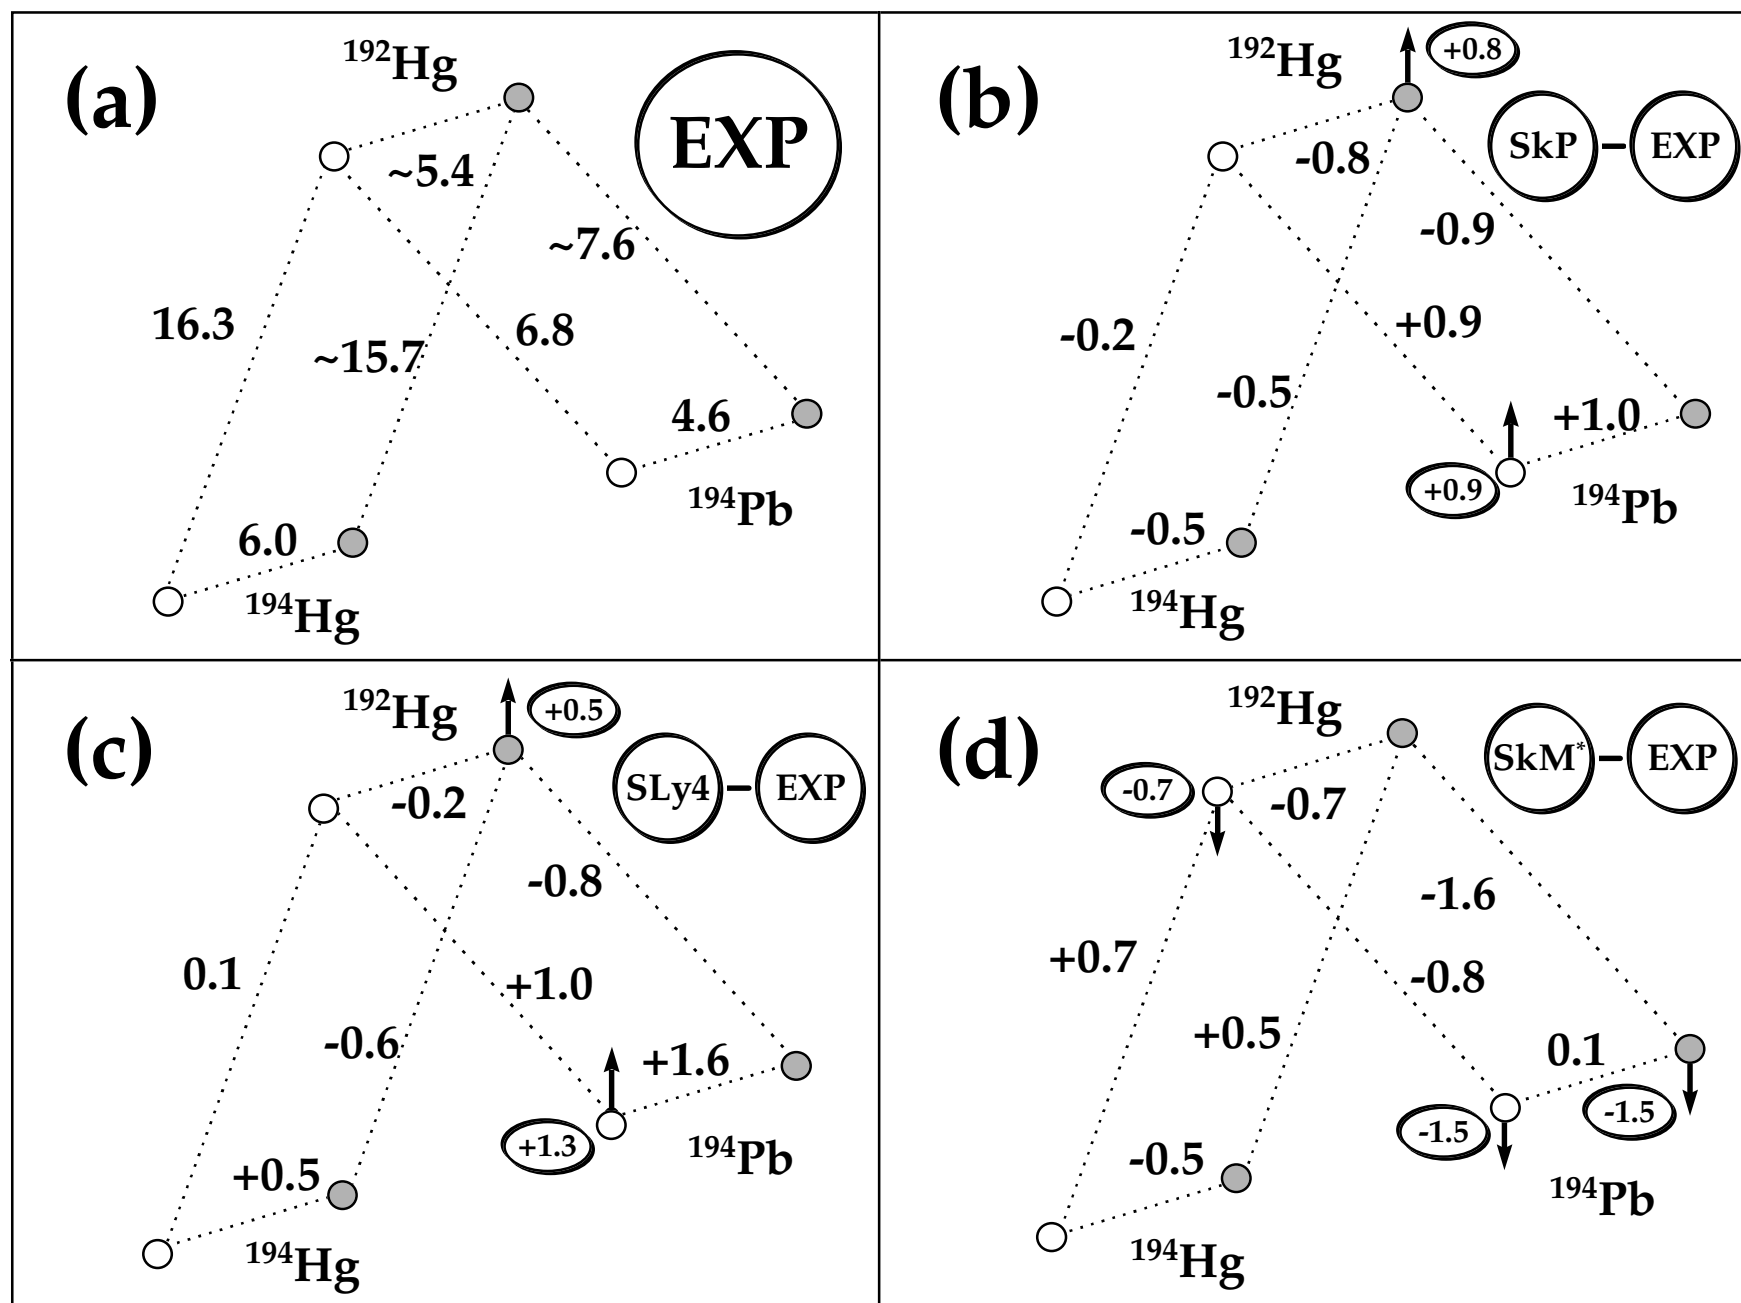 (a)
¹⁹²Hg
EXP
~5.4
~7.6
16.3
~15.7
6.8
4.6
¹⁹⁴Pb
6.0
¹⁹⁴Hg
(b)
¹⁹²Hg
+0.8
SkP – EXP
-0.8
-0.9
-0.2
+0.9
-0.5
+1.0
+0.9
¹⁹⁴Pb
-0.5
¹⁹⁴Hg
(c)
¹⁹²Hg
+0.5
SLy4 – EXP
-0.2
-0.8
0.1
+1.0
-0.6
+1.6
+1.3
¹⁹⁴Pb
+0.5
¹⁹⁴Hg
(d)
¹⁹²Hg
SkM* – EXP
-0.7
-0.7
-1.6
+0.7
-0.8
+0.5
0.1
-1.5
-1.5
-0.5
¹⁹⁴Pb
¹⁹⁴Hg